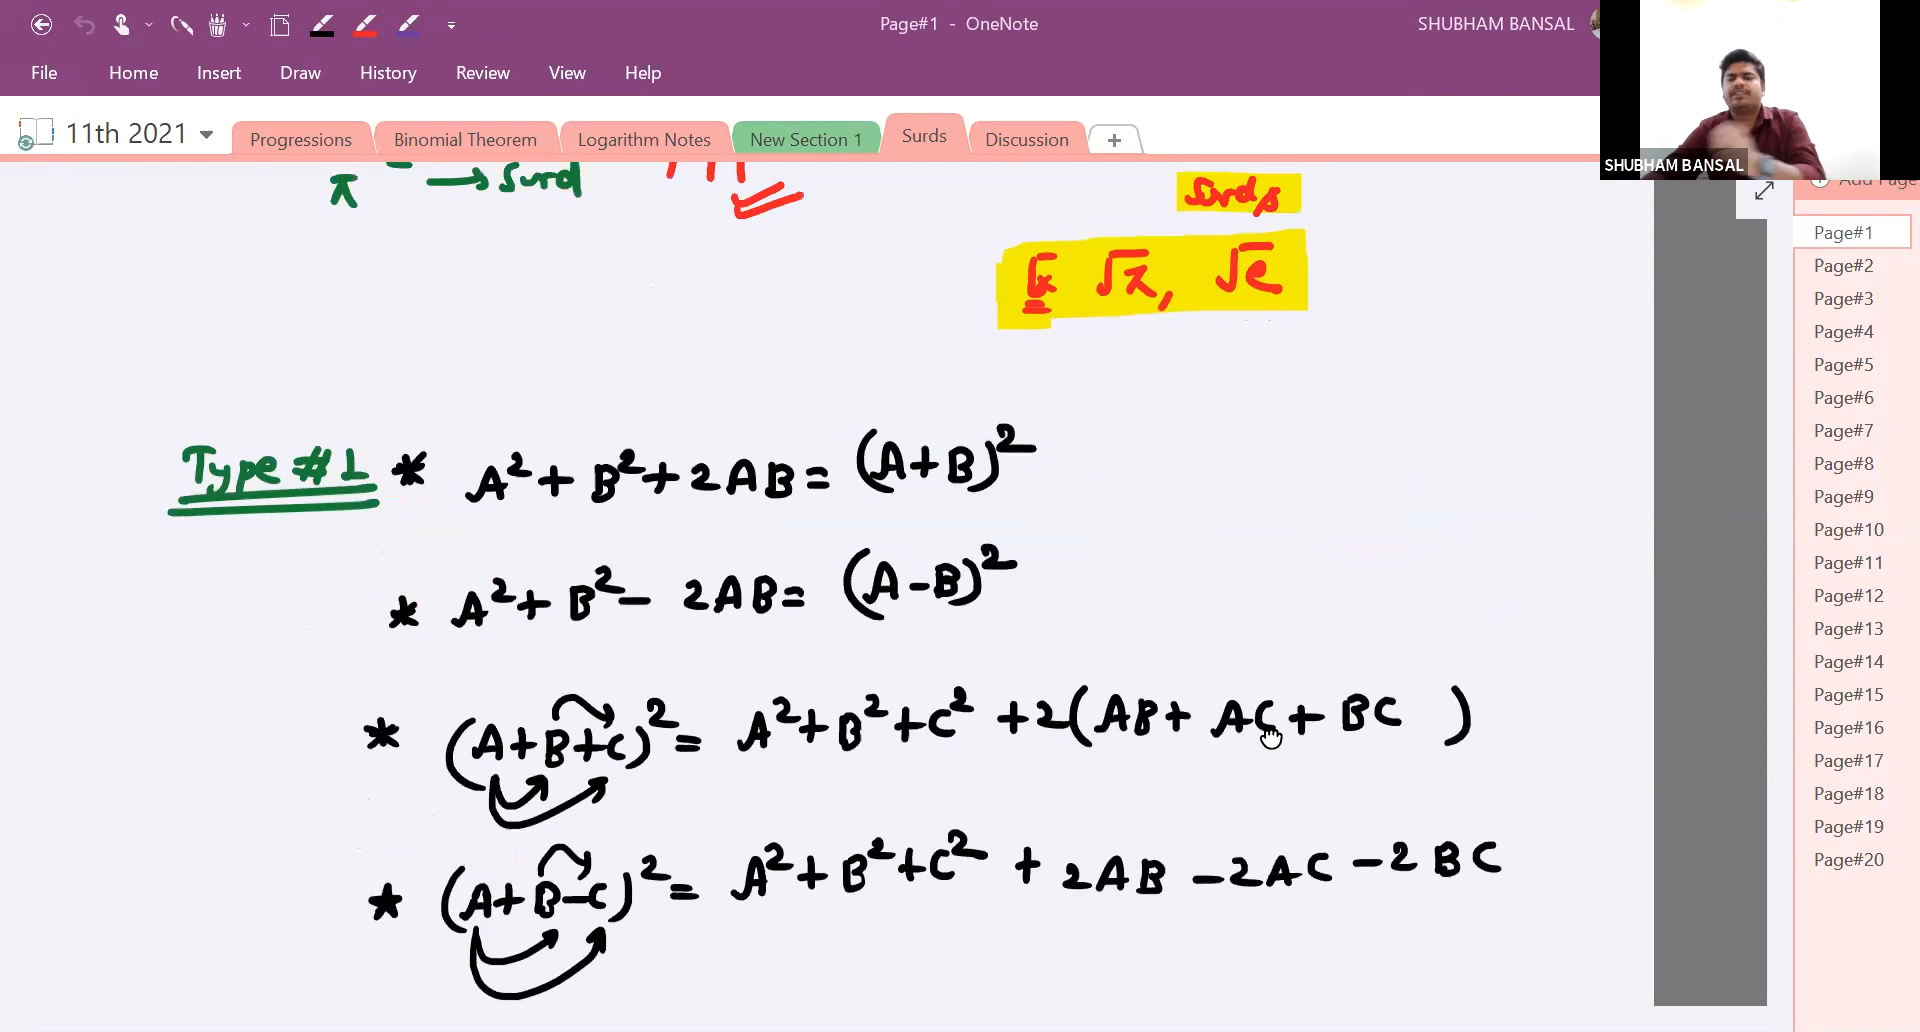 Page#1 - OneNote
SHUBHAM BANSAL
File Home Insert Draw History Review View Help
SHUBHAM BANSAL
11th 2021
Progressions
Binomial Theorem
Logarithm Notes
New Section 1
Surds
Discussion
+
Add Page
π → Surd
Surds
√π, √e
Type #1 * A²+B²+2AB= (A+B)²
* A²+B²-2AB= (A-B)²
* (A+B+C)²= A²+B²+C²+2(AB+AC+BC )
* (A+B-C)²= A²+B²+C²+2AB-2AC-2BC
Page#1
Page#2
Page#3
Page#4
Page#5
Page#6
Page#7
Page#8
Page#9
Page#10
Page#11
Page#12
Page#13
Page#14
Page#15
Page#16
Page#17
Page#18
Page#19
Page#20